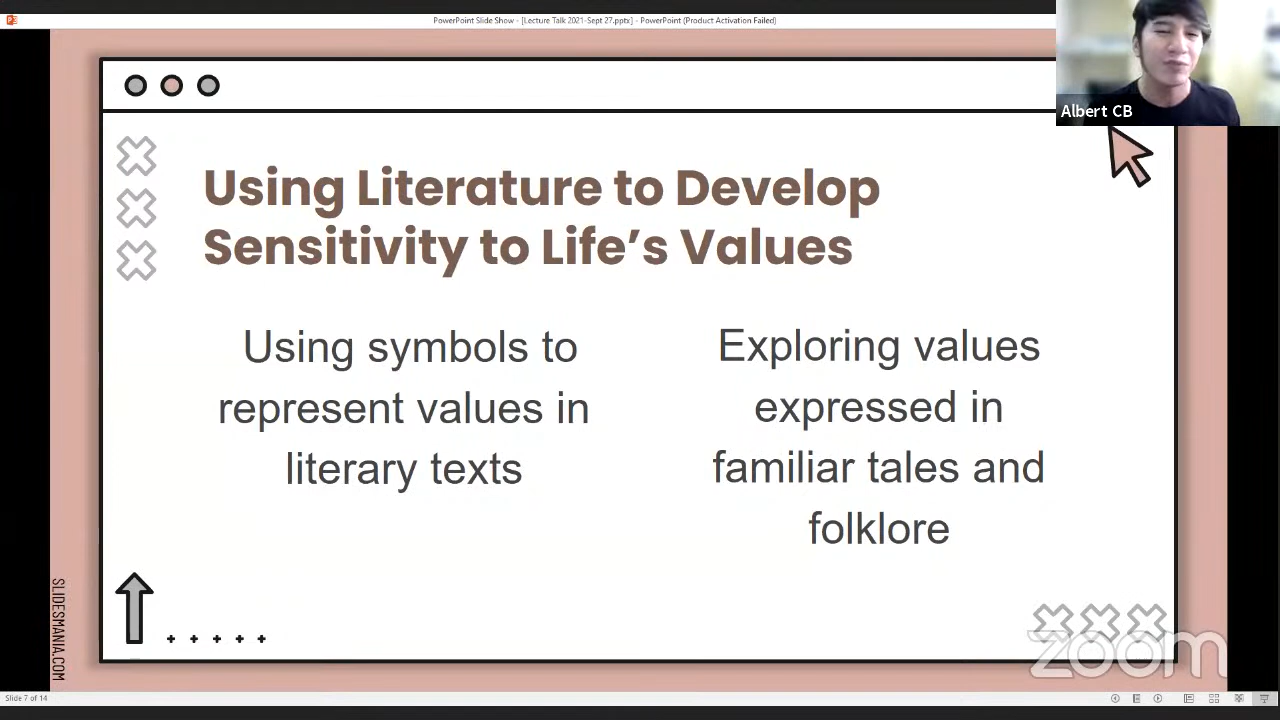 PowerPoint Slide Show - [Lecture Talk 2021-Sept 27.pptx] - PowerPoint (Product Activation Failed)
Albert CB
Using Literature to Develop
Sensitivity to Life’s Values
Using symbols to
represent values in
literary texts
Exploring values
expressed in
familiar tales and
folklore
SLIDESMANIA.COM
zoom
Slide 7 of 14